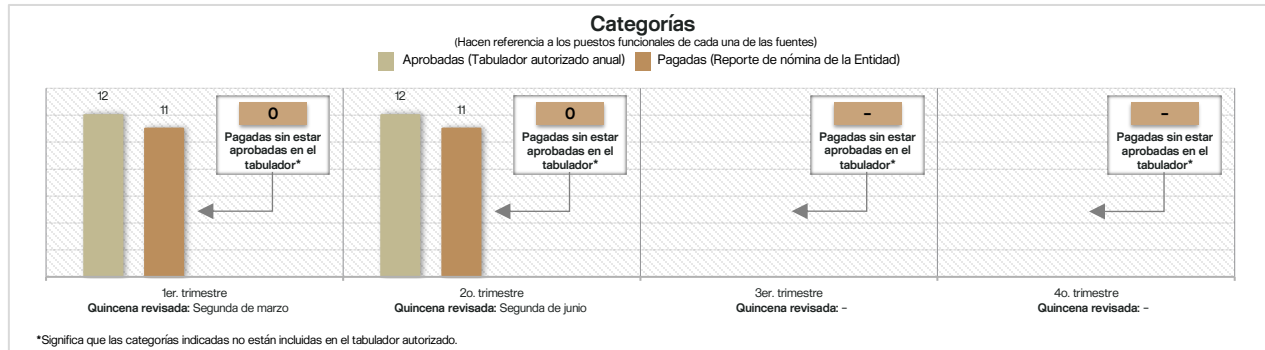 Categorías
(Hacen referencia a los puestos funcionales de cada una de las fuentes)
Aprobadas (Tabulador autorizado anual) Pagadas (Reporte de nómina de la Entidad)
12
11
0
Pagadas sin estar
aprobadas en el
tabulador*
12
11
0
Pagadas sin estar
aprobadas en el
tabulador*
-
Pagadas sin estar
aprobadas en el
tabulador*
-
Pagadas sin estar
aprobadas en el
tabulador*
1er. trimestre
Quincena revisada: Segunda de marzo
2o. trimestre
Quincena revisada: Segunda de junio
3er. trimestre
Quincena revisada: -
4o. trimestre
Quincena revisada: -
*Significa que las categorías indicadas no están incluidas en el tabulador autorizado.